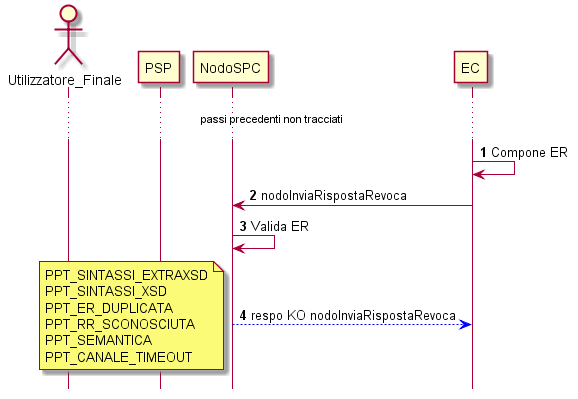 Utilizzatore_Finale
PSP
NodoSPC
EC
passi precedenti non tracciati
1 Compone ER
2 nodoInviaRispostaRevoca
3 Valida ER
PPT_SINTASSI_EXTRAXSD
PPT_SINTASSI_XSD
PPT_ER_DUPLICATA
PPT_RR_SCONOSCIUTA
PPT_SEMANTICA
PPT_CANALE_TIMEOUT
4 respo KO nodoInviaRispostaRevoca